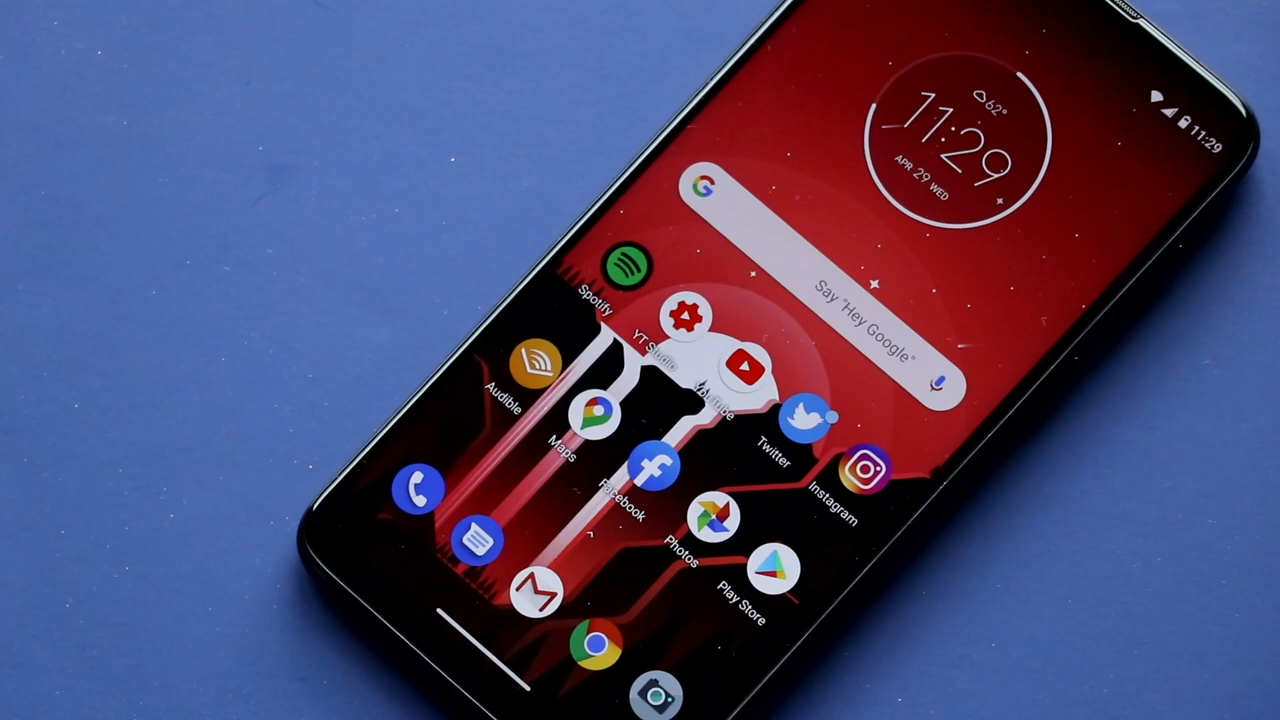 11:29
62°
11:29
APR 29 WED
G
Say "Hey Google"
Spotify
YT Studio
YouTube
Twitter
Instagram
Audible
Maps
Facebook
Photos
Play Store